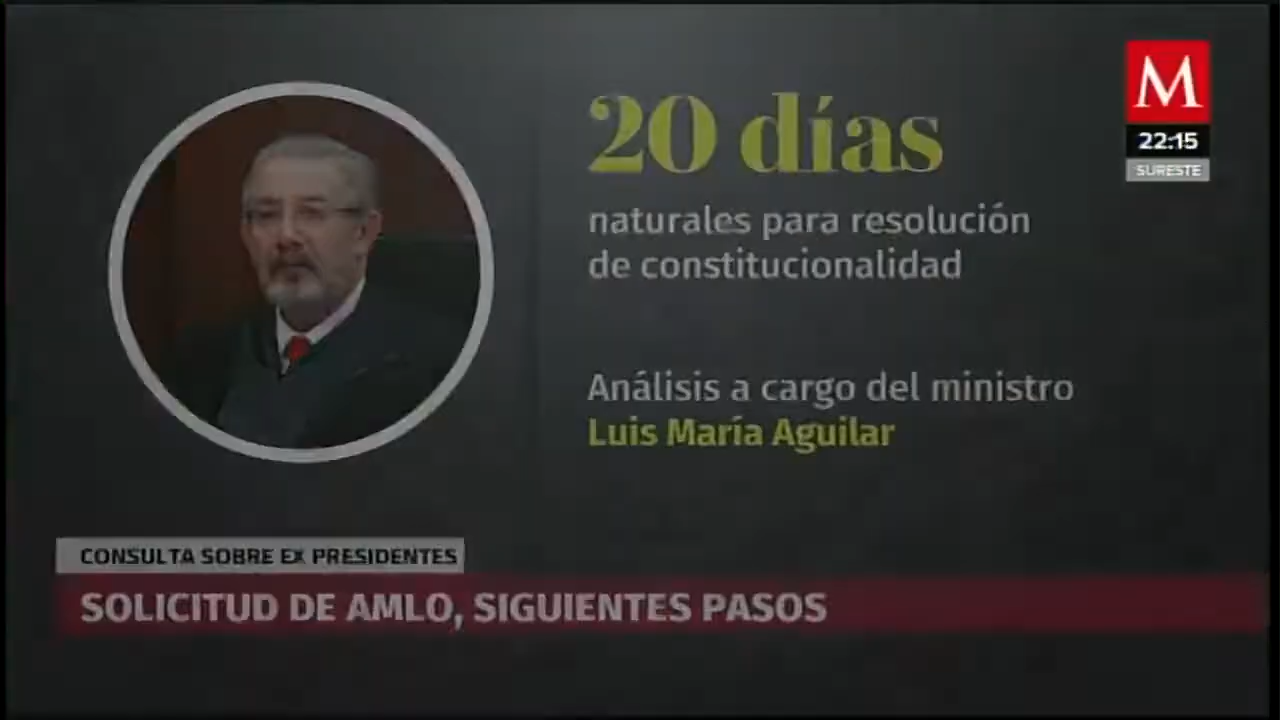 20 días
naturales para resolución
de constitucionalidad
Análisis a cargo del ministro
Luis María Aguilar
M
22:15
SURESTE
CONSULTA SOBRE EX PRESIDENTES
SOLICITUD DE AMLO, SIGUIENTES PASOS